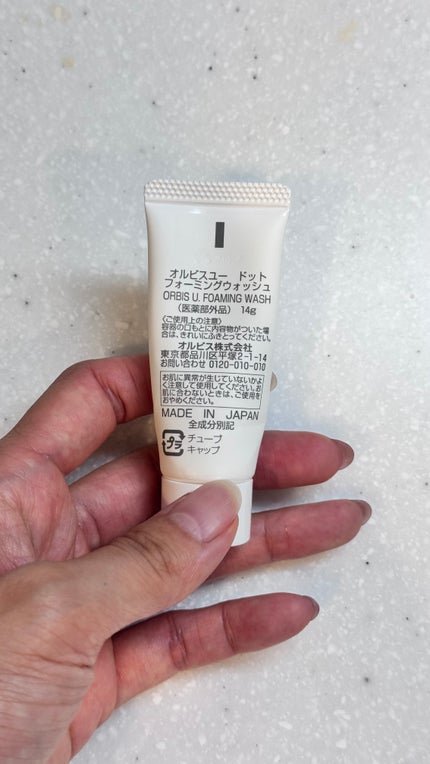 オルビスユー ドット
フォーミングウォッシュ
ORBIS U. FOAMING WASH
(医薬部外品) 14g
〈ご使用上の注意〉
容器の口もとに内容物がついた場
合は、きれいにふきとってください。
オルビス株式会社
東京都品川区平塚2-1-14
お問い合わせ 0120-010-010
お肌に異常が生じていないかよ
く注意して使用してください。お
肌に合わないときは、ご使用を
おやめください。
MADE IN JAPAN
全成分別記
プラ
チューブ
キャップ